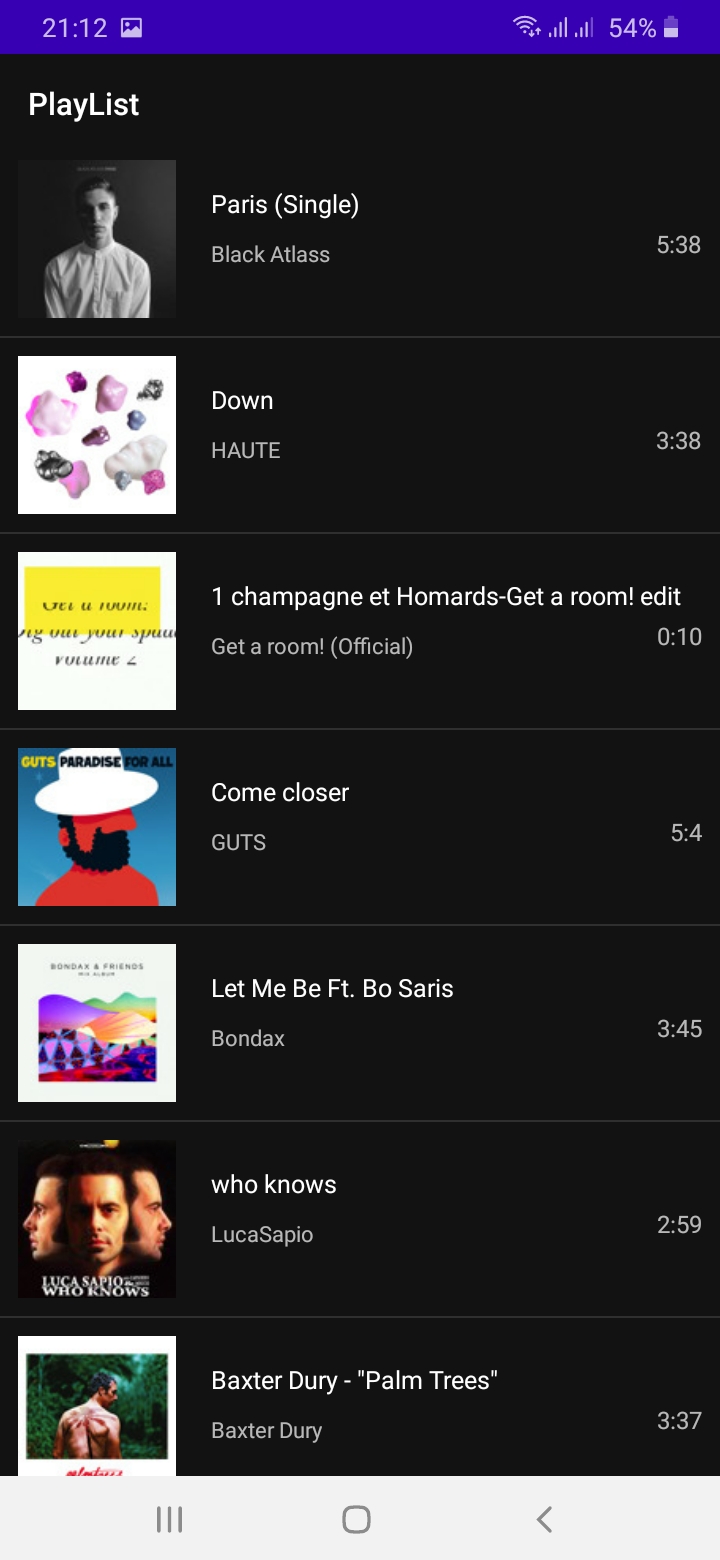 21:12
54%
PlayList
Paris (Single)
Black Atlass
5:38
Down
HAUTE
3:38
Get a room!
Dig out your space
volume 2
1 champagne et Homards-Get a room! edit
Get a room! (Official)
0:10
GUTS PARADISE FOR ALL
Come closer
GUTS
5:4
BONDAX & FRIENDS
MIX ALBUM
Let Me Be Ft. Bo Saris
Bondax
3:45
LUCA SAPIO
WHO KNOWS
who knows
LucaSapio
2:59
Baxter Dury - "Palm Trees"
Baxter Dury
3:37